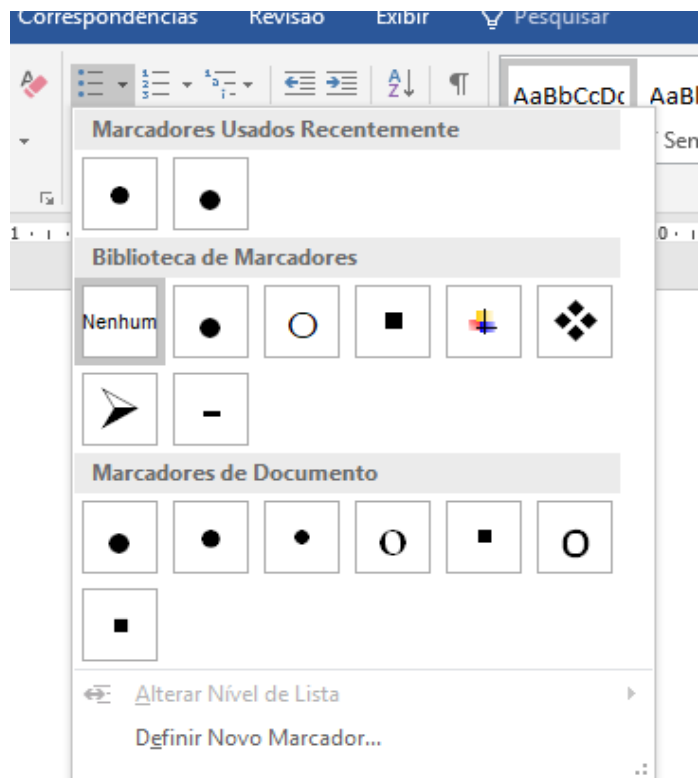 Correspondências Revisão Exibir Pesquisar
AaBbCcDc AaBl
Sen
Marcadores Usados Recentemente
Biblioteca de Marcadores
Nenhum
Marcadores de Documento
Alterar Nível de Lista
Definir Novo Marcador...